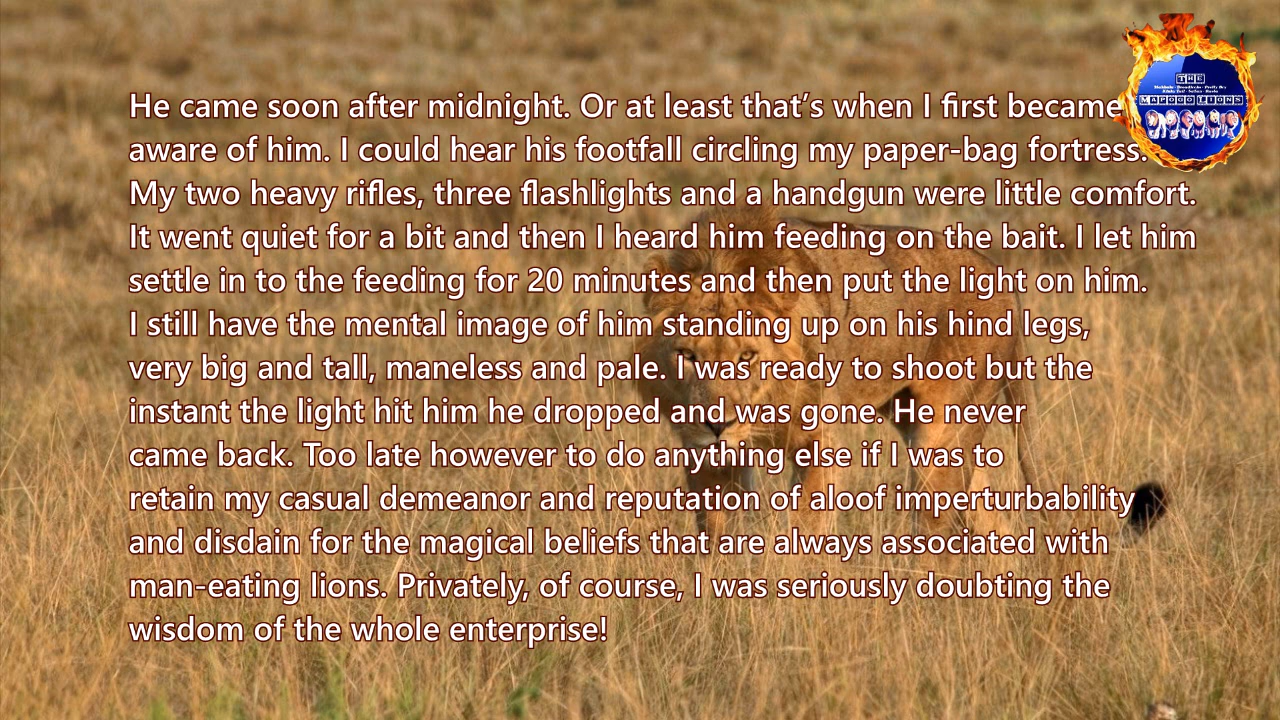 He came soon after midnight. Or at least that’s when I first became
aware of him. I could hear his footfall circling my paper-bag fortress.
My two heavy rifles, three flashlights and a handgun were little comfort.
It went quiet for a bit and then I heard him feeding on the bait. I let him
settle in to the feeding for 20 minutes and then put the light on him.
I still have the mental image of him standing up on his hind legs,
very big and tall, maneless and pale. I was ready to shoot but the
instant the light hit him he dropped and was gone. He never
came back. Too late however to do anything else if I was to
retain my casual demeanor and reputation of aloof imperturbability
and disdain for the magical beliefs that are always associated with
man-eating lions. Privately, of course, I was seriously doubting the
wisdom of the whole enterprise!
THE
MAPOGO LIONS